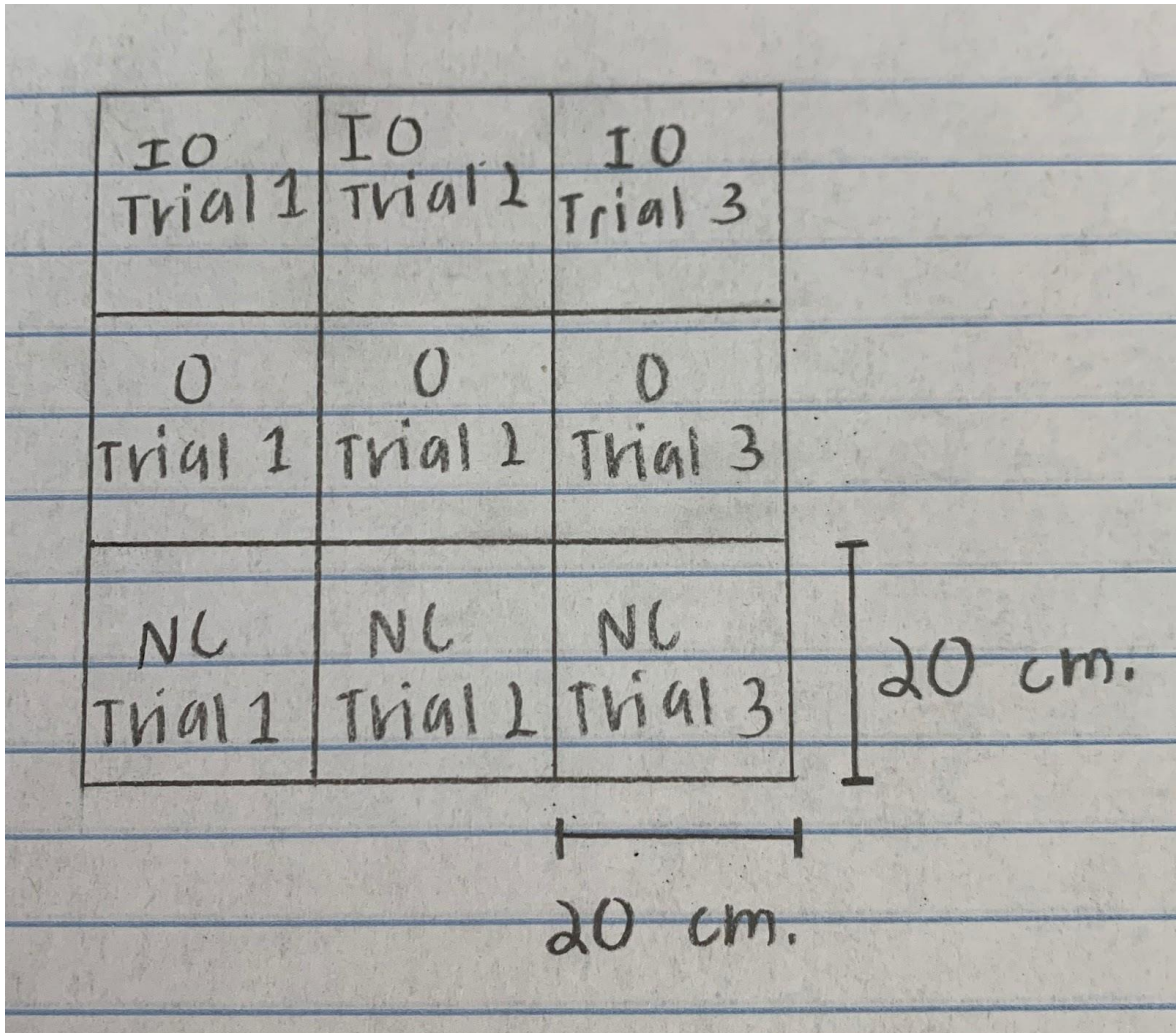 IO
Trial 1
IO
Trial 2
IO
Trial 3
O
Trial 1
O
Trial 2
O
Trial 3
NC
Trial 1
NC
Trial 2
NC
Trial 3
20 cm.
20 cm.